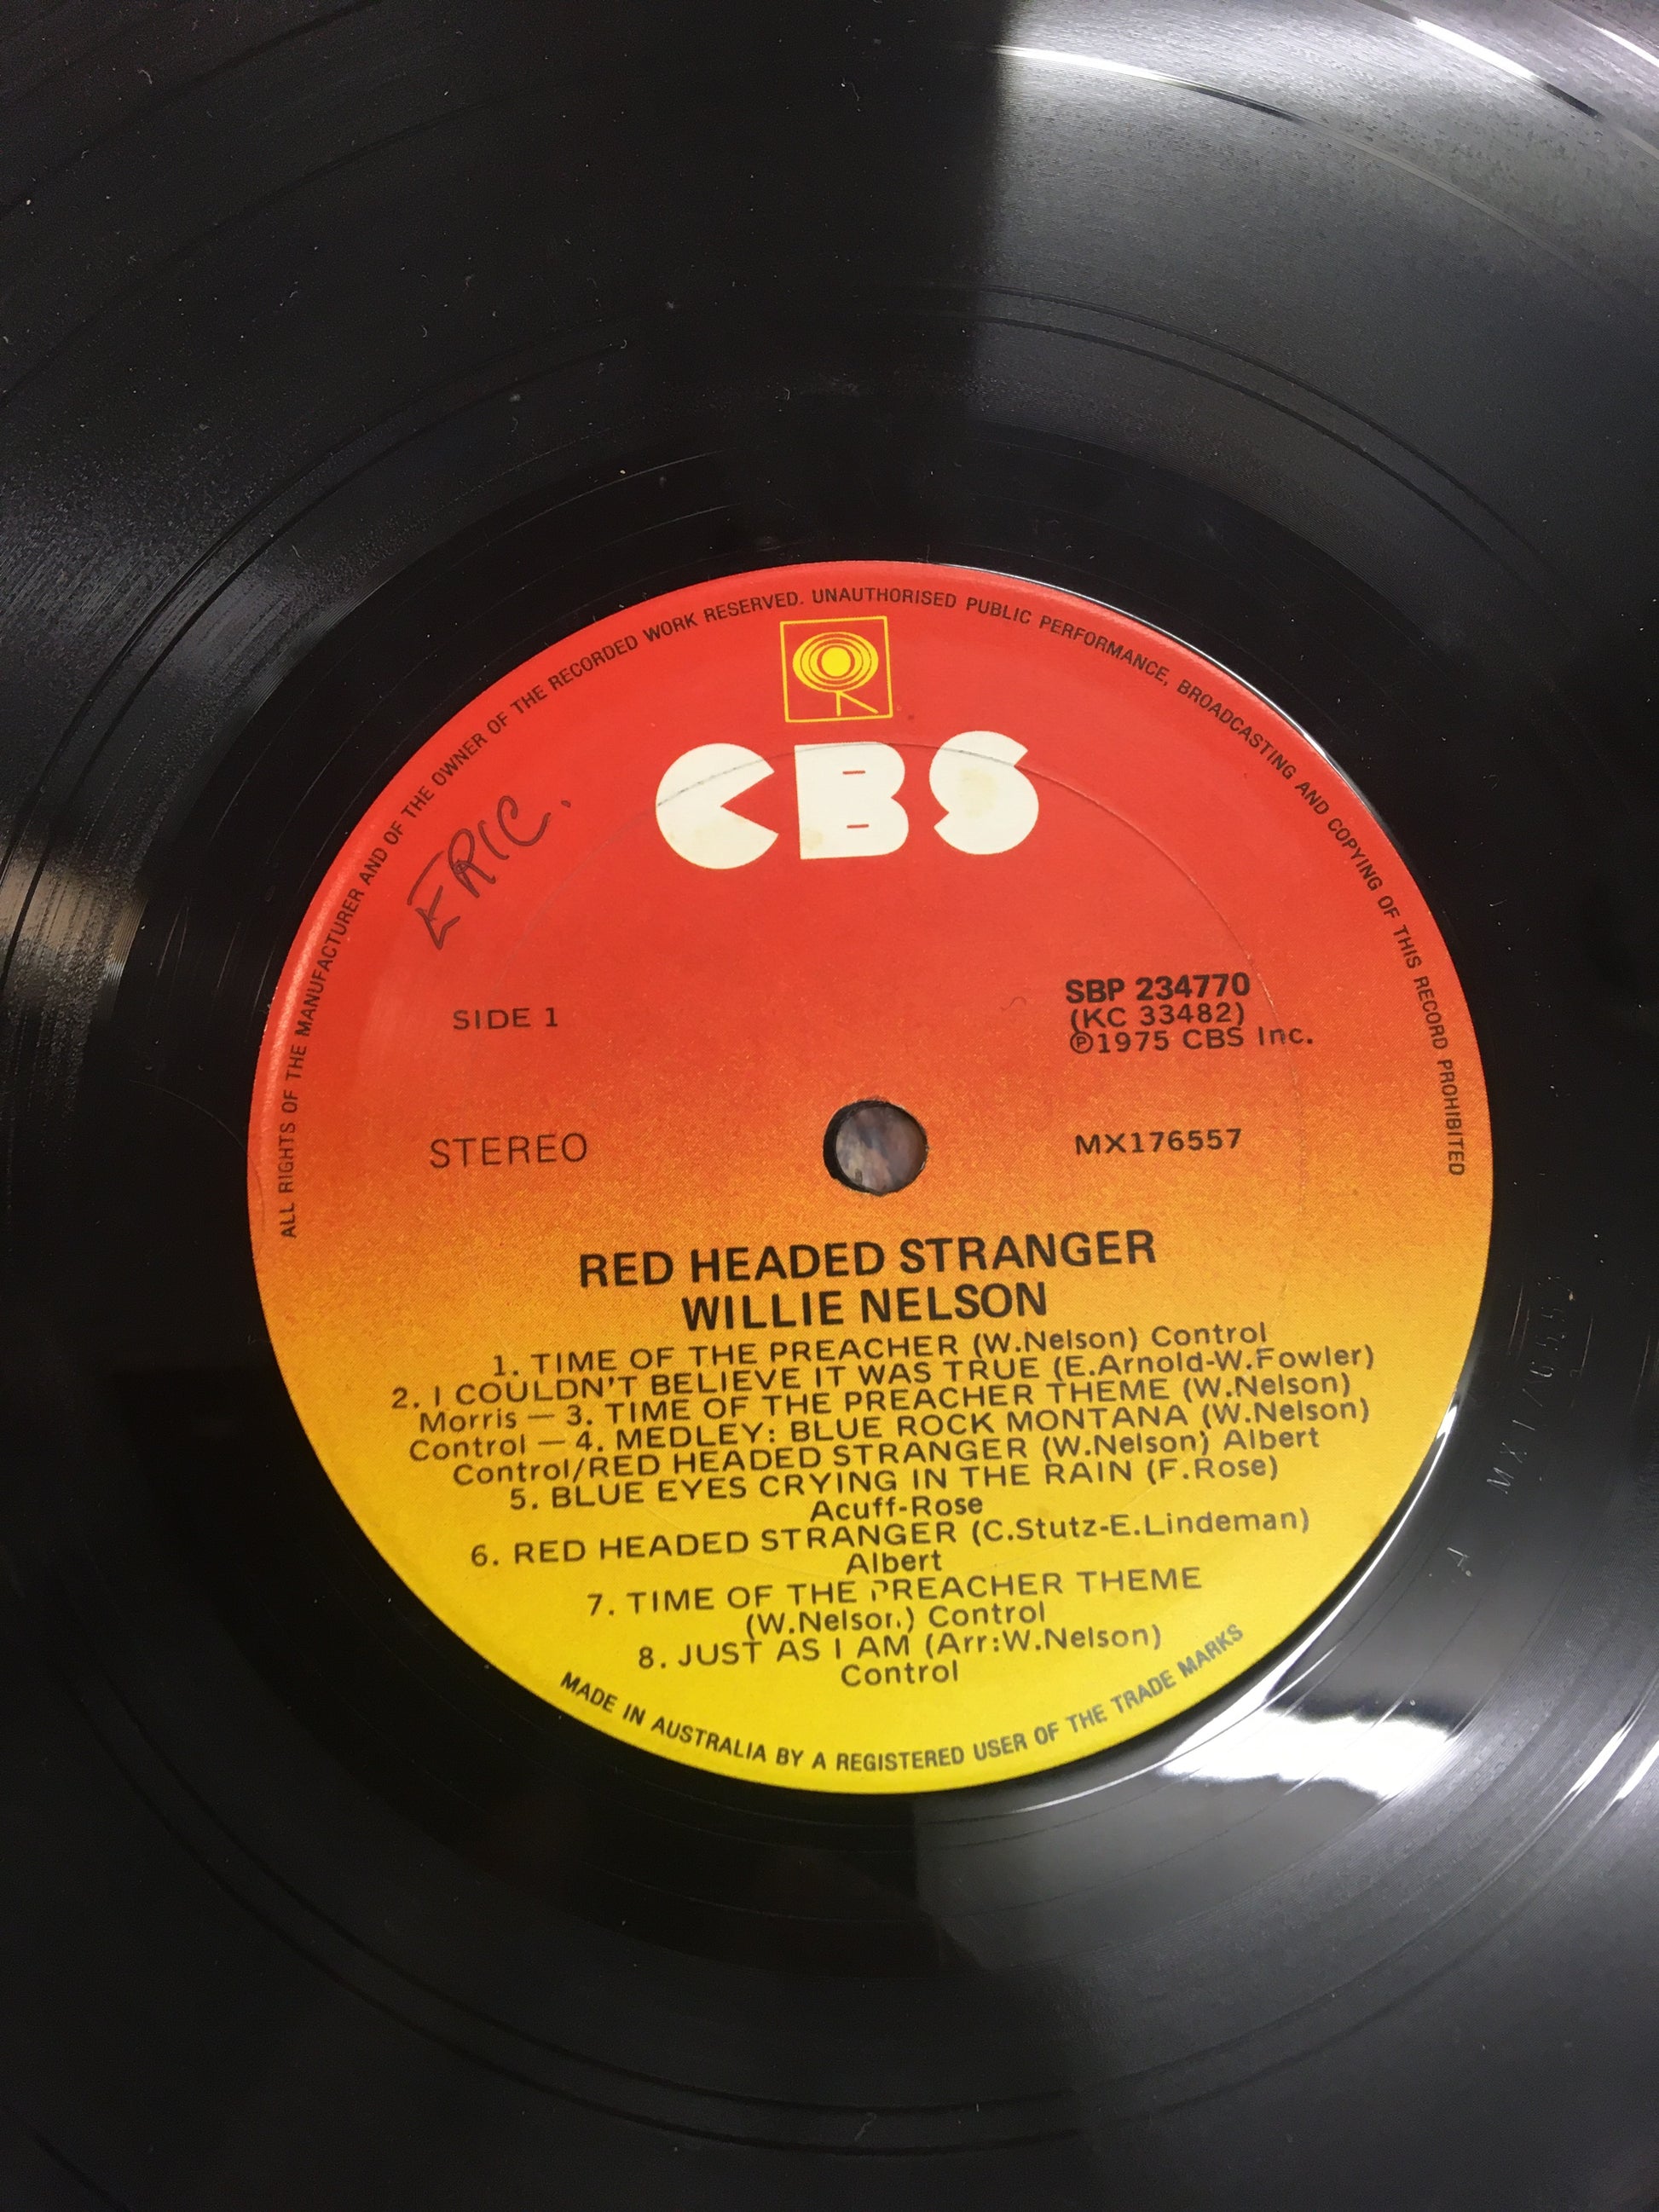 ALL RIGHTS OF THE MANUFACTURER AND OF THE OWNER OF THE RECORDED WORK RESERVED. UNAUTHORISED PUBLIC PERFORMANCE, BROADCASTING AND COPYING OF THIS RECORD PROHIBITED
CBS
ERIC.
SIDE 1
SBP 234770
(KC 33482)
℗1975 CBS Inc.
STEREO
MX176557
RED HEADED STRANGER
WILLIE NELSON
1. TIME OF THE PREACHER (W.Nelson) Control
2. I COULDN'T BELIEVE IT WAS TRUE (E.Arnold-W.Fowler)
Morris — 3. TIME OF THE PREACHER THEME (W.Nelson)
Control — 4. MEDLEY: BLUE ROCK MONTANA (W.Nelson)
Control/RED HEADED STRANGER (W.Nelson) Albert
5. BLUE EYES CRYING IN THE RAIN (F.Rose)
Acuff-Rose
6. RED HEADED STRANGER (C.Stutz-E.Lindeman)
Albert
7. TIME OF THE PREACHER THEME
(W.Nelson) Control
8. JUST AS I AM (Arr:W.Nelson)
Control
MADE IN AUSTRALIA BY A REGISTERED USER OF THE TRADE MARKS